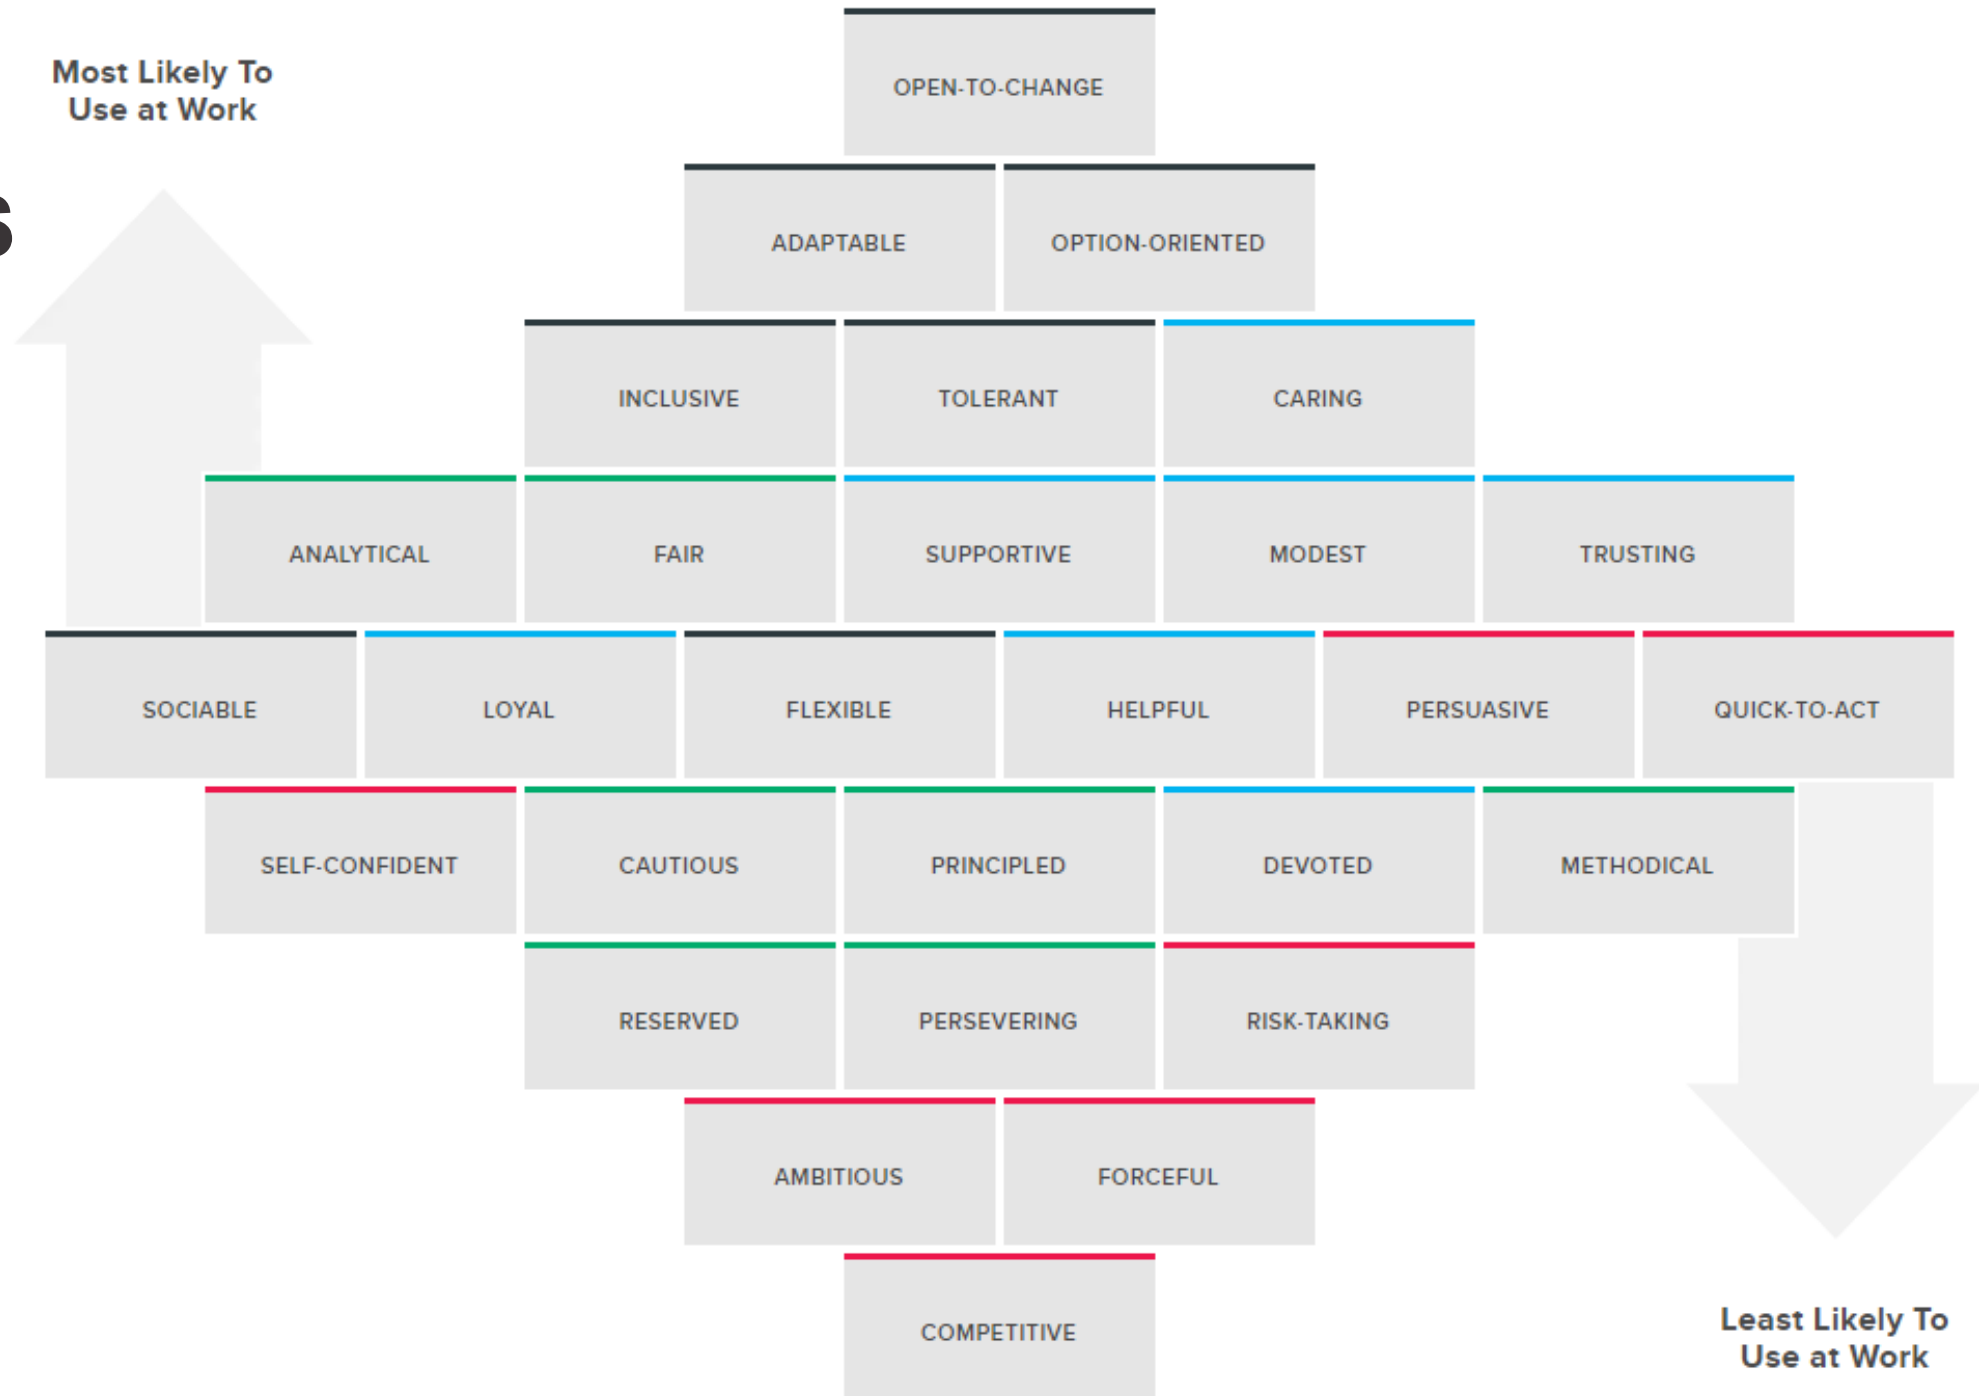 Most Likely To
Use at Work
S
OPEN-TO-CHANGE
ADAPTABLE OPTION-ORIENTED
INCLUSIVE TOLERANT CARING
ANALYTICAL FAIR SUPPORTIVE MODEST TRUSTING
SOCIABLE LOYAL FLEXIBLE HELPFUL PERSUASIVE QUICK-TO-ACT
SELF-CONFIDENT CAUTIOUS PRINCIPLED DEVOTED METHODICAL
RESERVED PERSEVERING RISK-TAKING
AMBITIOUS FORCEFUL
COMPETITIVE
Least Likely To
Use at Work